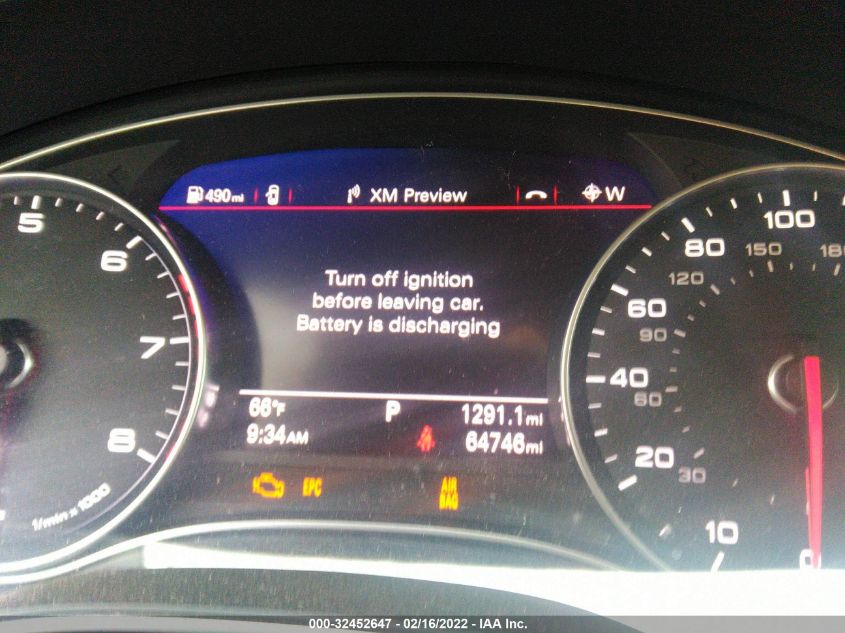 490mi XM Preview W
Turn off ignition
before leaving car.
Battery is discharging
66°F P 1291.1mi
9:34AM 64746mi
EPC AIR
BAG
5
6
7
8
1/min x 1000
100
80
60
40
20
10
0
150
120
90
60
30
000-32452647 - 02/16/2022 - IAA Inc.